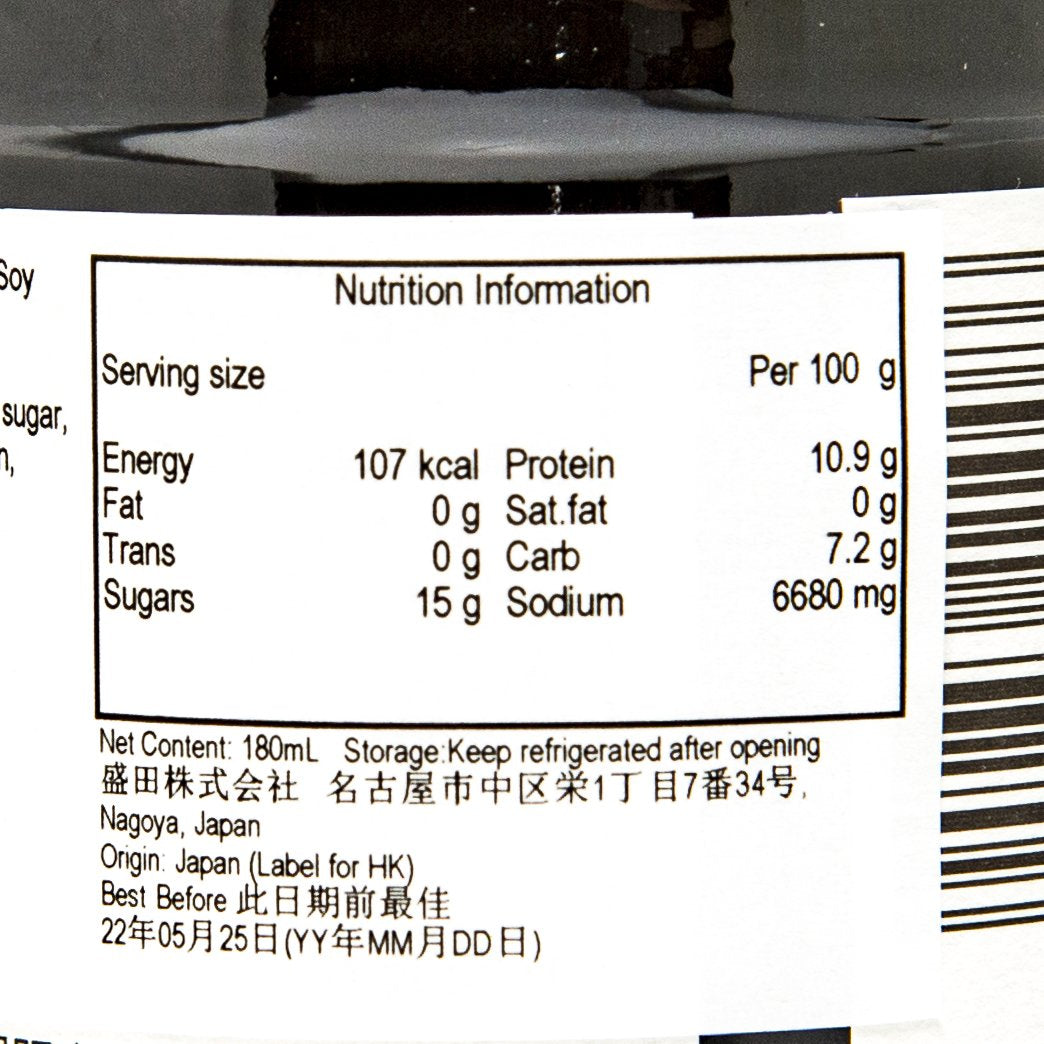 Soy
sugar,
Nutrition Information
Serving size Per 100 g
Energy 107 kcal Protein 10.9 g
Fat 0 g Sat.fat 0 g
Trans 0 g Carb 7.2 g
Sugars 15 g Sodium 6680 mg
Net Content: 180mL Storage:Keep refrigerated after opening
盛田株式会社 名古屋市中区栄1丁目7番34号,
Nagoya, Japan
Origin: Japan (Label for HK)
Best Before 此日期前最佳
22年05月25日(YY年MM月DD日)